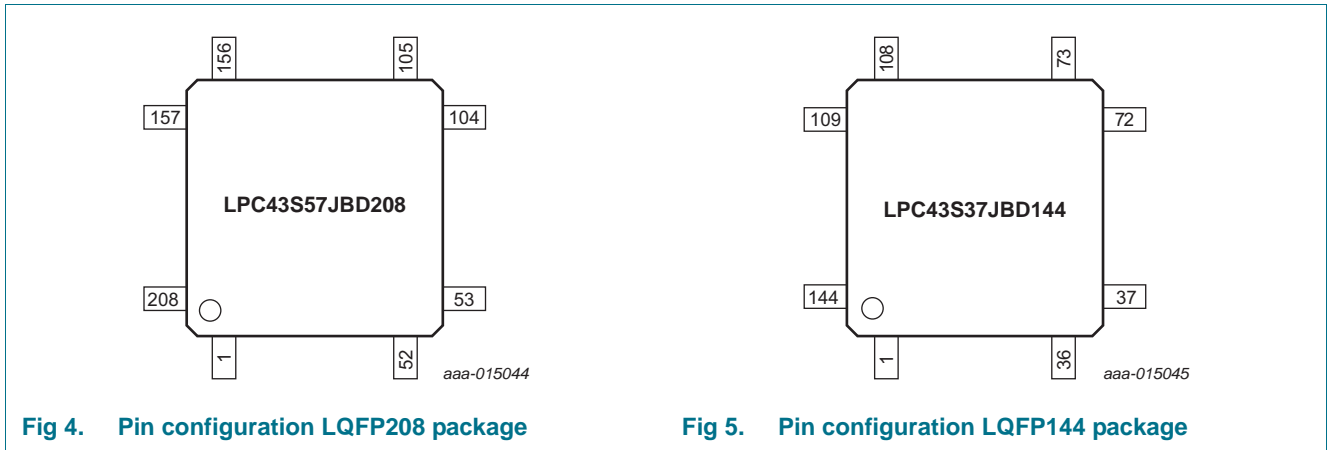 156
105
157
104
LPC43S57JBD208
208
53
1
52
aaa-015044
Fig 4. Pin configuration LQFP208 package
108
73
109
72
LPC43S37JBD144
144
37
1
36
aaa-015045
Fig 5. Pin configuration LQFP144 package